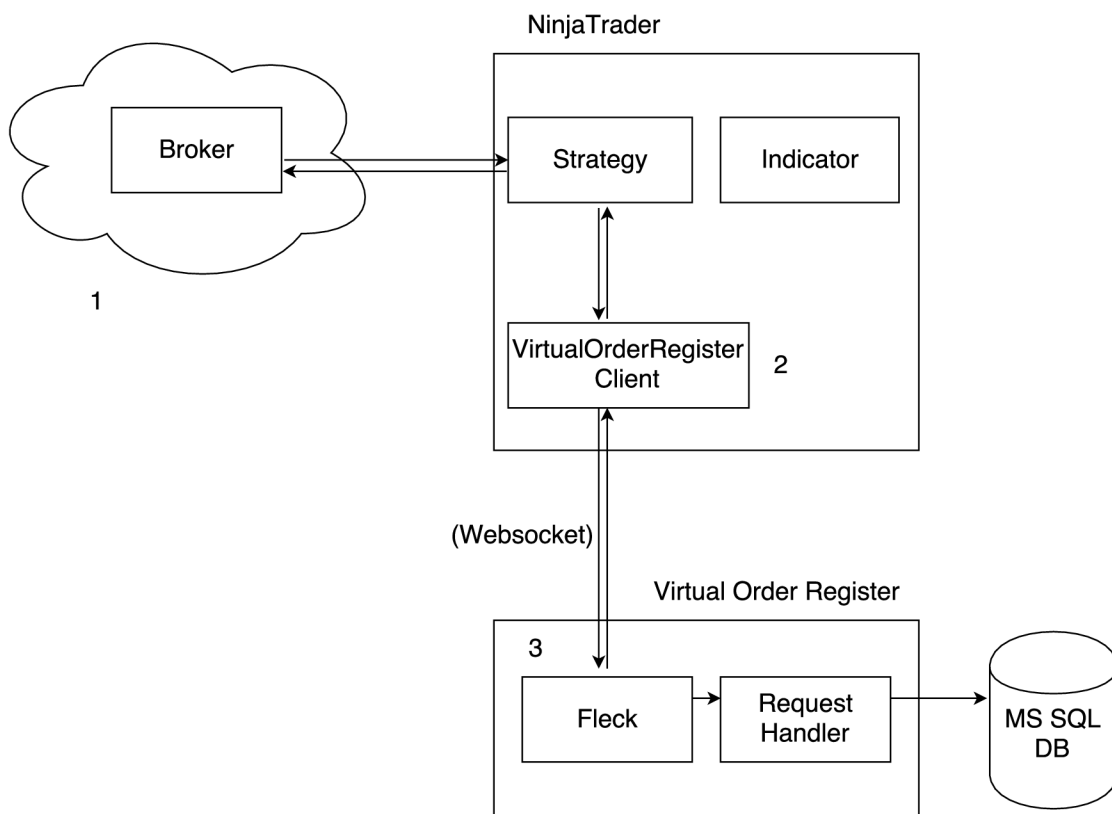 NinjaTrader
Broker
Strategy
Indicator
1
VirtualOrderRegister
Client
2
(Websocket)
Virtual Order Register
3
Fleck
Request
Handler
MS SQL
DB